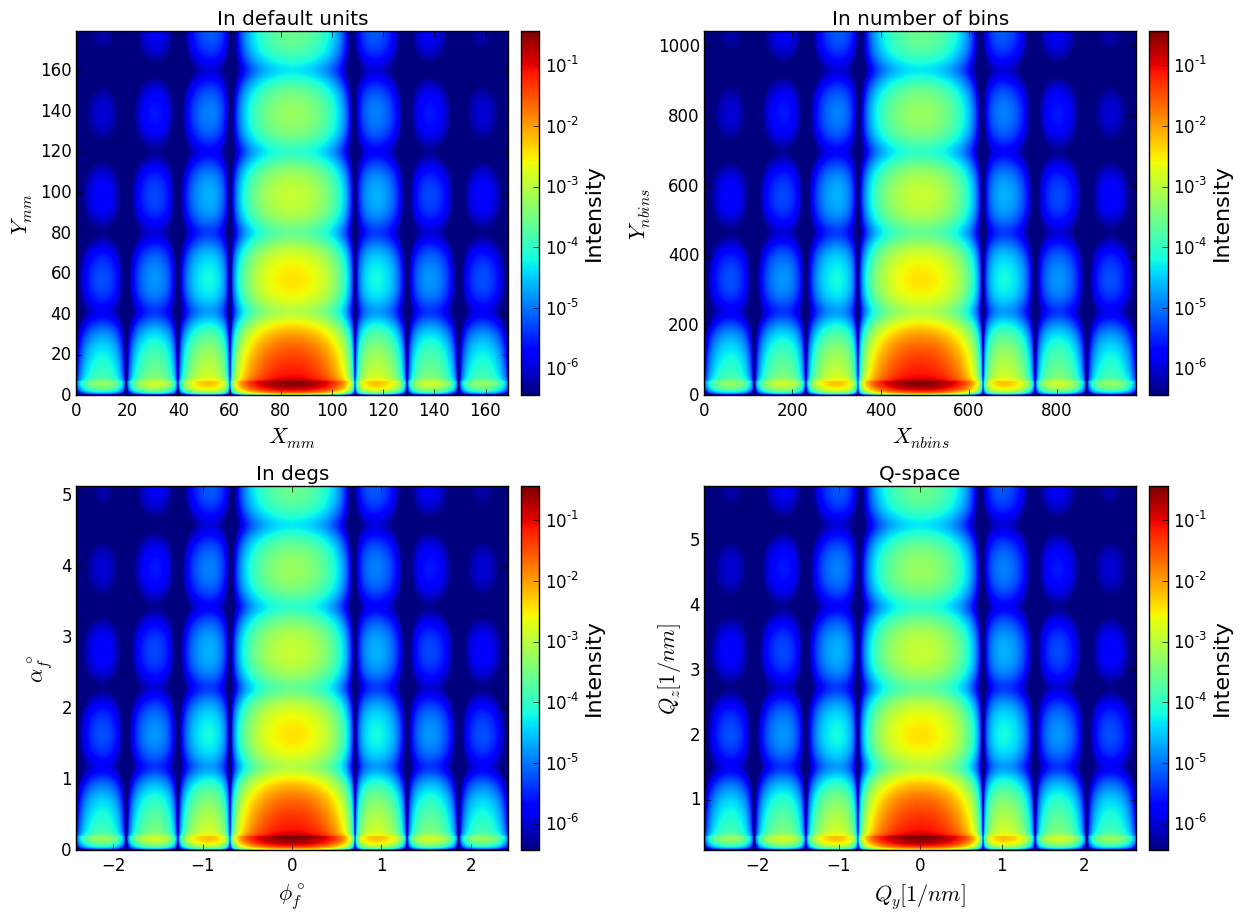 In default units
In number of bins
160
140
120
100
80
60
40
20
0
Y_mm
0 20 40 60 80 100 120 140 160
X_mm
10^-1
10^-2
10^-3
10^-4
10^-5
10^-6
Intensity
1000
800
600
400
200
0
Y_nbins
0 200 400 600 800
X_nbins
10^-1
10^-2
10^-3
10^-4
10^-5
10^-6
Intensity
In degs
Q-space
5
4
3
2
1
0
α_f°
−2 −1 0 1 2
ϕ_f°
10^-1
10^-2
10^-3
10^-4
10^-5
10^-6
Intensity
5
4
3
2
1
Q_z[1/nm]
−2 −1 0 1 2
Q_y[1/nm]
10^-1
10^-2
10^-3
10^-4
10^-5
10^-6
Intensity